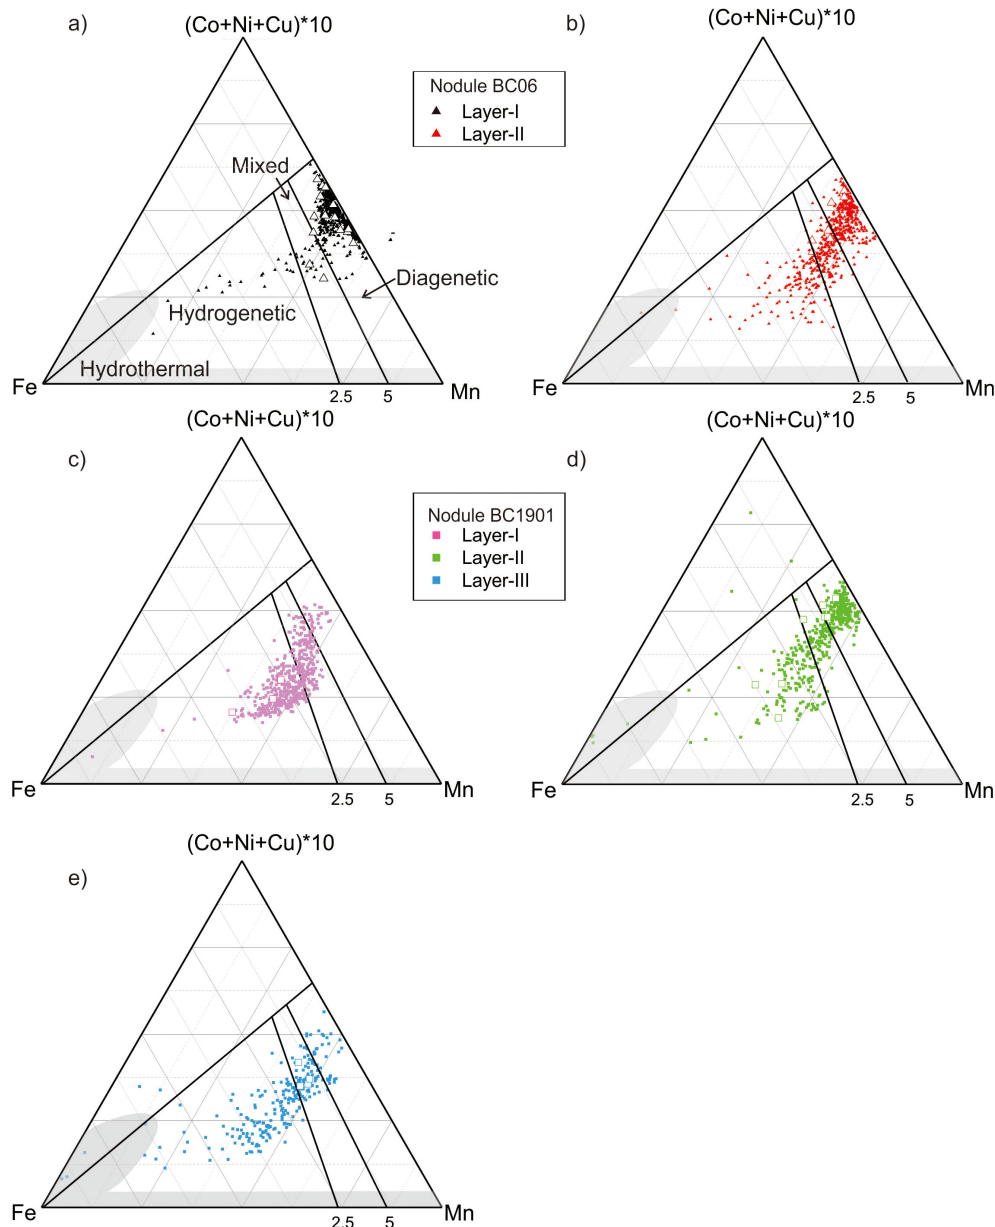 a)
(Co+Ni+Cu)*10
b)
(Co+Ni+Cu)*10
Nodule BC06
Layer-I
Layer-II
Mixed
Diagenetic
Hydrogenetic
Hydrothermal
Fe
2.5
5
Mn
Fe
2.5
5
Mn
(Co+Ni+Cu)*10
(Co+Ni+Cu)*10
c)
d)
Nodule BC1901
Layer-I
Layer-II
Layer-III
Fe
2.5
5
Mn
Fe
2.5
5
Mn
(Co+Ni+Cu)*10
e)
Fe
2.5
5
Mn